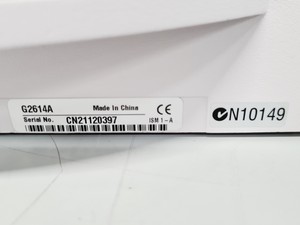 G2614A Made in China CE
Serial No. CN21120397 ISM 1-A
N10149